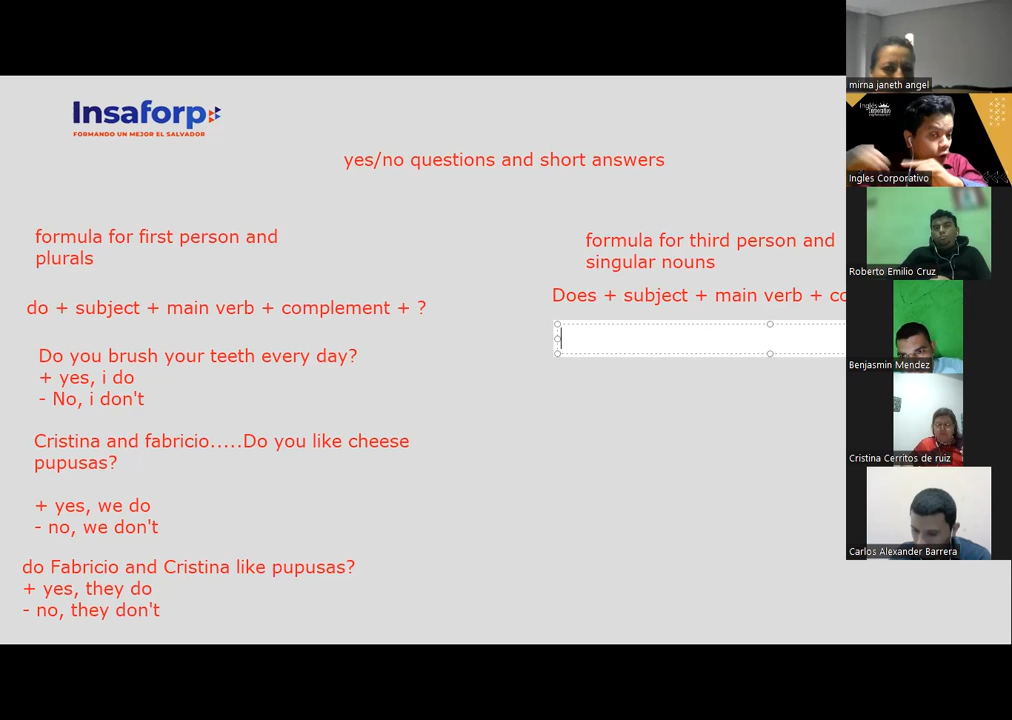 Insaforp
FORMANDO UN MEJOR EL SALVADOR
yes/no questions and short answers
formula for first person and
plurals
do + subject + main verb + complement + ?
Do you brush your teeth every day?
+ yes, i do
- No, i don't
Cristina and fabricio.....Do you like cheese
pupusas?
+ yes, we do
- no, we don't
do Fabricio and Cristina like pupusas?
+ yes, they do
- no, they don't
formula for third person and
singular nouns
Does + subject + main verb + co
mirna janeth angel
Ingles Corporativo
Roberto Emilio Cruz
Benjasmin Mendez
Cristina Cerritos de ruiz
Carlos Alexander Barrera